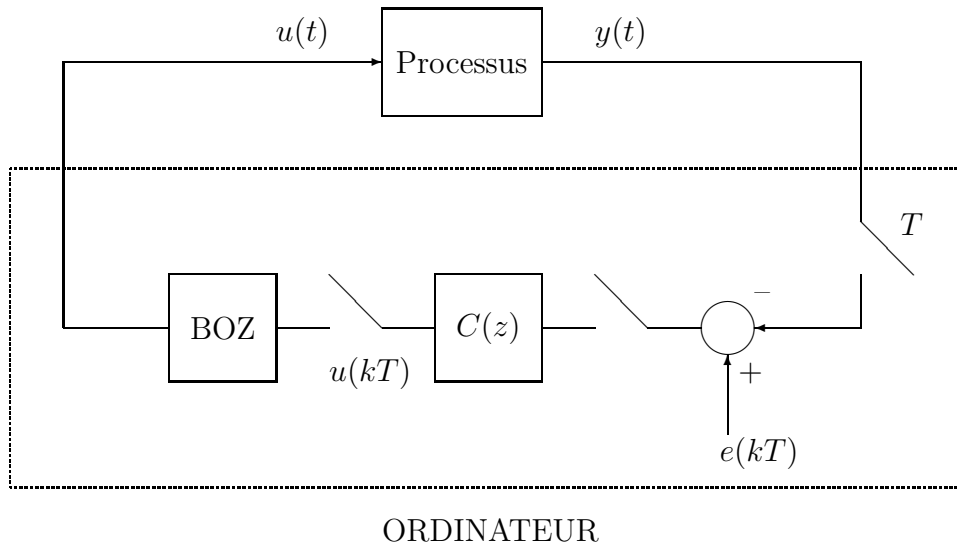 u(t)
Processus
y(t)
T
BOZ
u(kT)
C(z)
−
+
e(kT)
ORDINATEUR